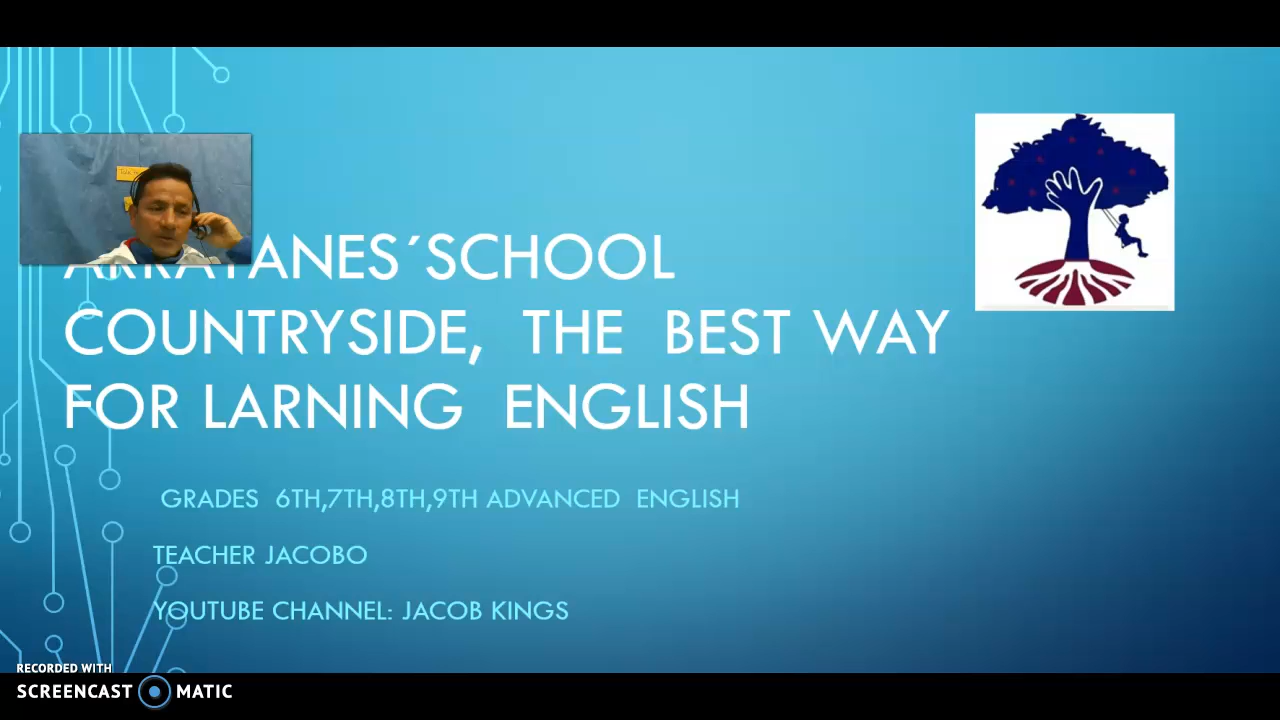 ARRAYANES´SCHOOL
COUNTRYSIDE, THE BEST WAY
FOR LARNING ENGLISH
GRADES 6TH,7TH,8TH,9TH ADVANCED ENGLISH
TEACHER JACOBO
YOUTUBE CHANNEL: JACOB KINGS
RECORDED WITH
SCREENCAST MATIC